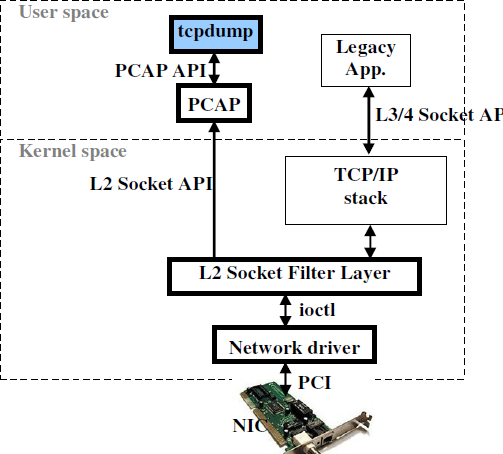 User space
tcpdump
Legacy
App.
PCAP API
PCAP
L3/4 Socket AP
Kernel space
TCP/IP
stack
L2 Socket API
L2 Socket Filter Layer
ioctl
Network driver
PCI
NIC